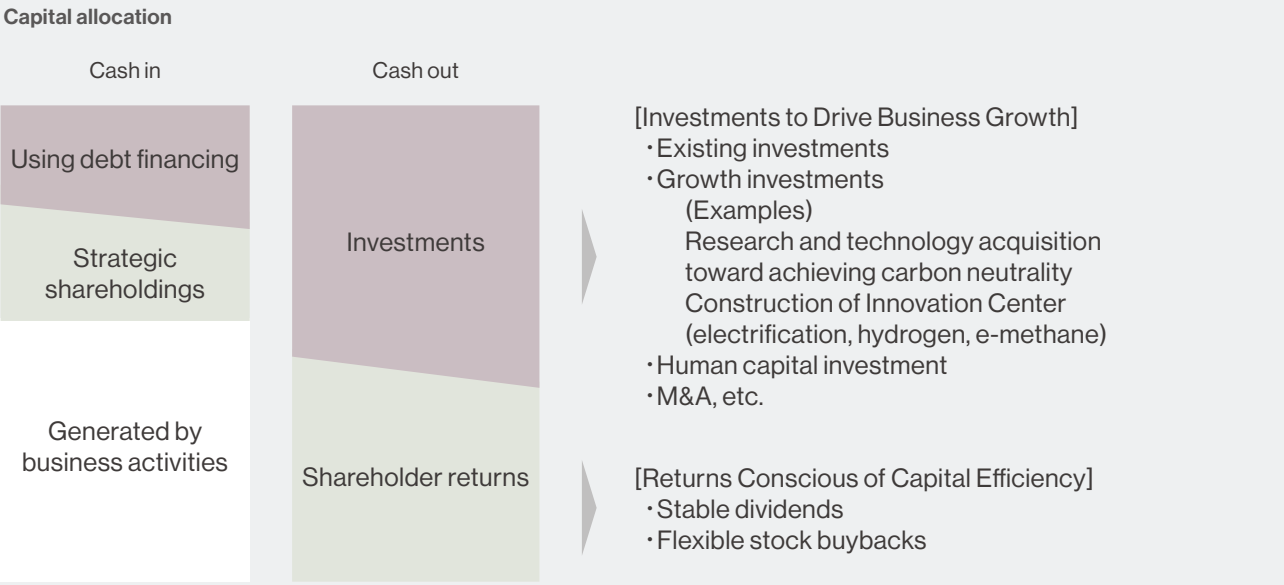 Capital allocation
Cash in
Cash out
Using debt financing
Strategic
shareholdings
Generated by
business activities
Investments
Shareholder returns
[Investments to Drive Business Growth]
・Existing investments
・Growth investments
(Examples)
Research and technology acquisition
toward achieving carbon neutrality
Construction of Innovation Center
(electrification, hydrogen, e-methane)
・Human capital investment
・M&A, etc.
[Returns Conscious of Capital Efficiency]
・Stable dividends
・Flexible stock buybacks